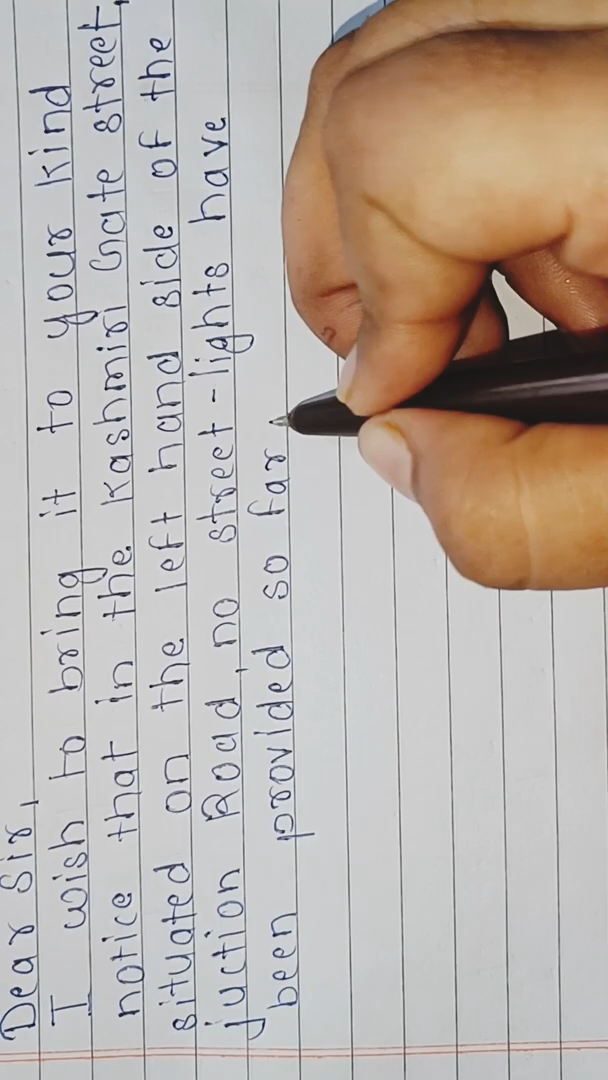 Dear Sir,
I wish to bring it to your kind
notice that in the Kashmiri Gate street,
situated on the left hand side of the
juction Road, no street-lights have
been provided so far